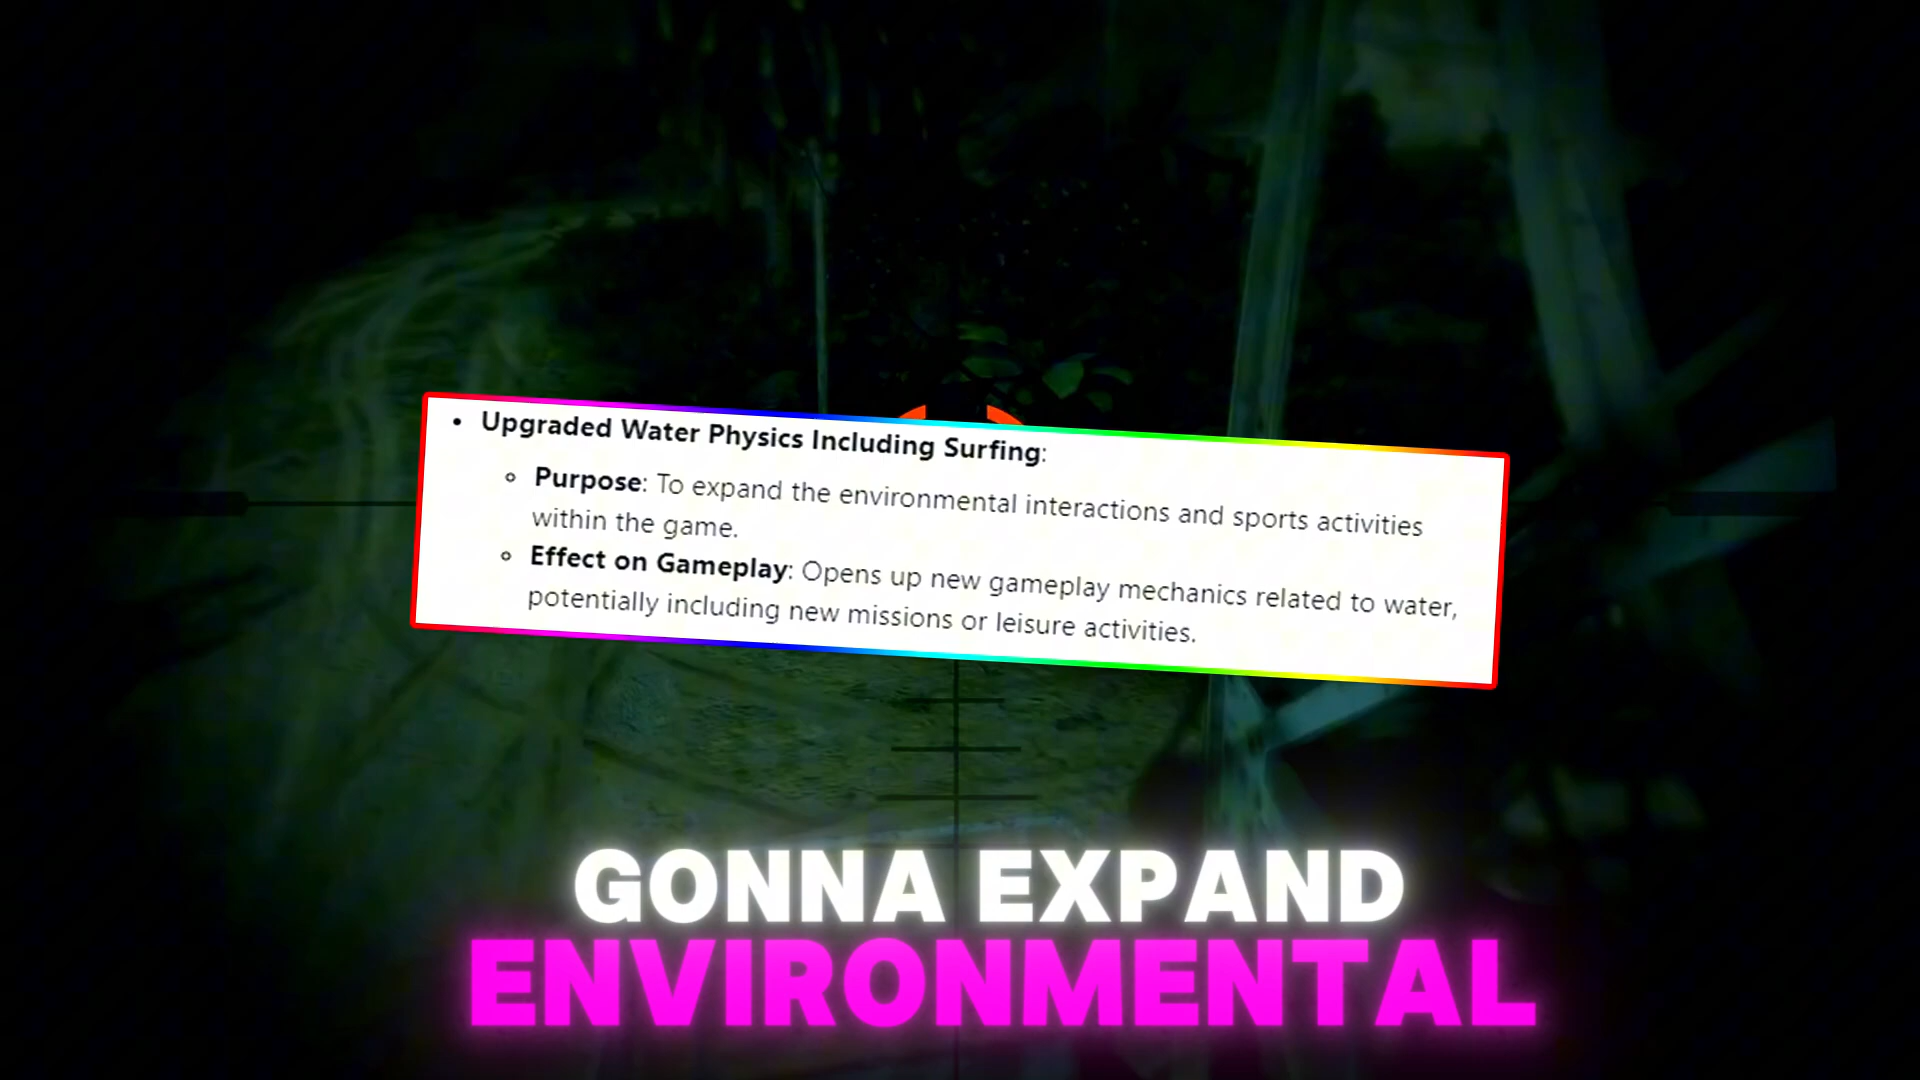 • Upgraded Water Physics Including Surfing:
◦ Purpose: To expand the environmental interactions and sports activities
within the game.
◦ Effect on Gameplay: Opens up new gameplay mechanics related to water,
potentially including new missions or leisure activities.
GONNA EXPAND
ENVIRONMENTAL